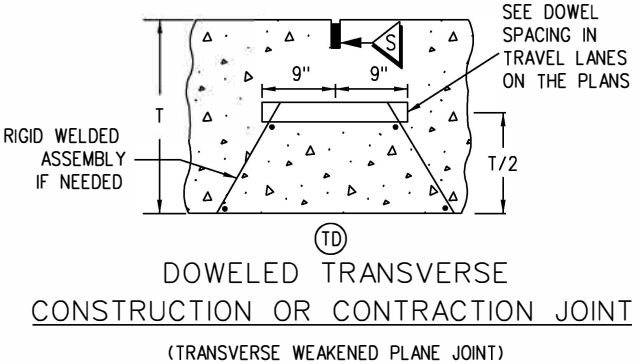 SEE DOWEL
SPACING IN
TRAVEL LANES
ON THE PLANS
S
9" 9"
T
RIGID WELDED
ASSEMBLY
IF NEEDED
T/2
TD
DOWELED TRANSVERSE
CONSTRUCTION OR CONTRACTION JOINT
(TRANSVERSE WEAKENED PLANE JOINT)